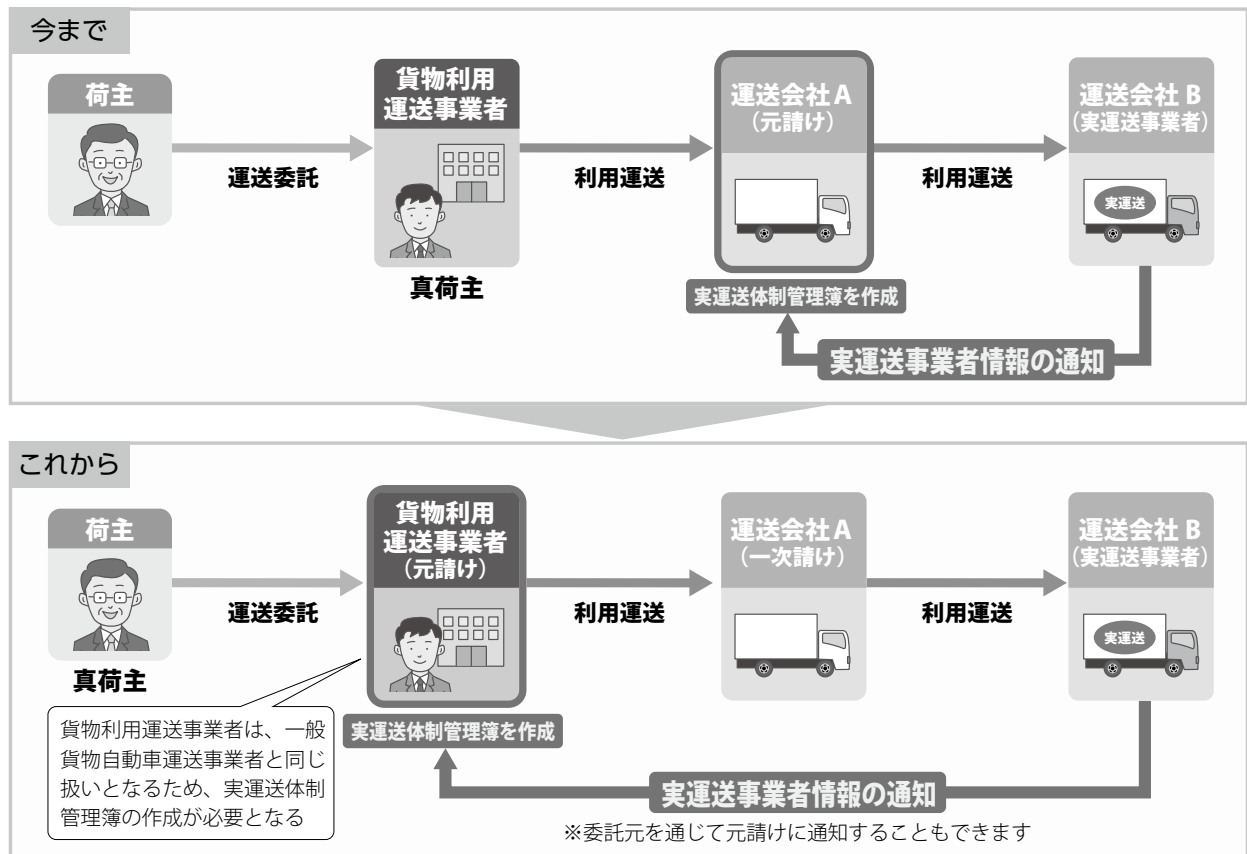 今まで
荷主
運送委託
貨物利用
運送事業者
真荷主
利用運送
運送会社A
（元請け）
実運送体制管理簿を作成
利用運送
運送会社 B
（実運送事業者）
実運送
実運送事業者情報の通知
これから
荷主
真荷主
運送委託
貨物利用
運送事業者
（元請け）
実運送体制管理簿を作成
利用運送
運送会社A
（一次請け）
利用運送
運送会社 B
（実運送事業者）
実運送
貨物利用運送事業者は、一般
貨物自動車運送事業者と同じ
扱いとなるため、実運送体制
管理簿の作成が必要となる
実運送事業者情報の通知
※委託元を通じて元請けに通知することもできます